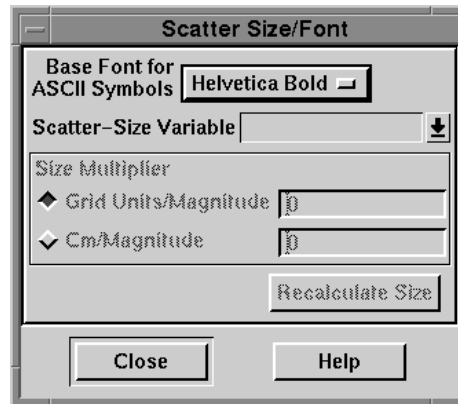 Scatter Size/Font
Base Font for
ASCII Symbols Helvetica Bold
Scatter-Size Variable
Size Multiplier
Grid Units/Magnitude 0
Cm/Magnitude 0
Recalculate Size
Close Help